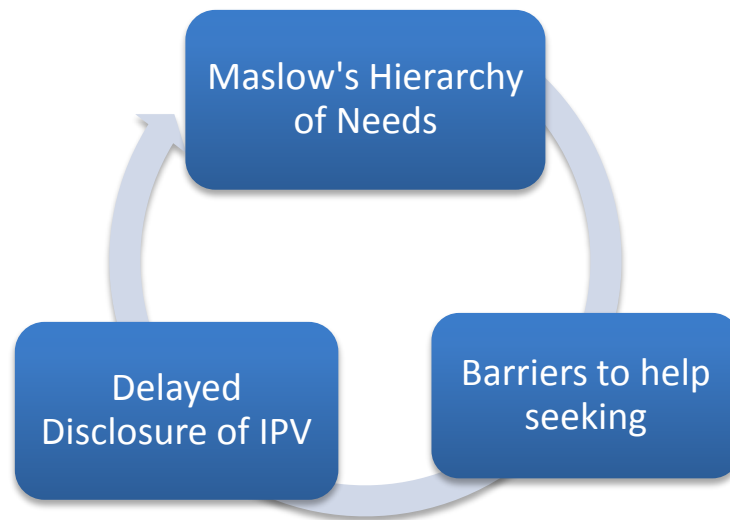 Maslow's Hierarchy
of Needs
Delayed
Disclosure of IPV
Barriers to help
seeking